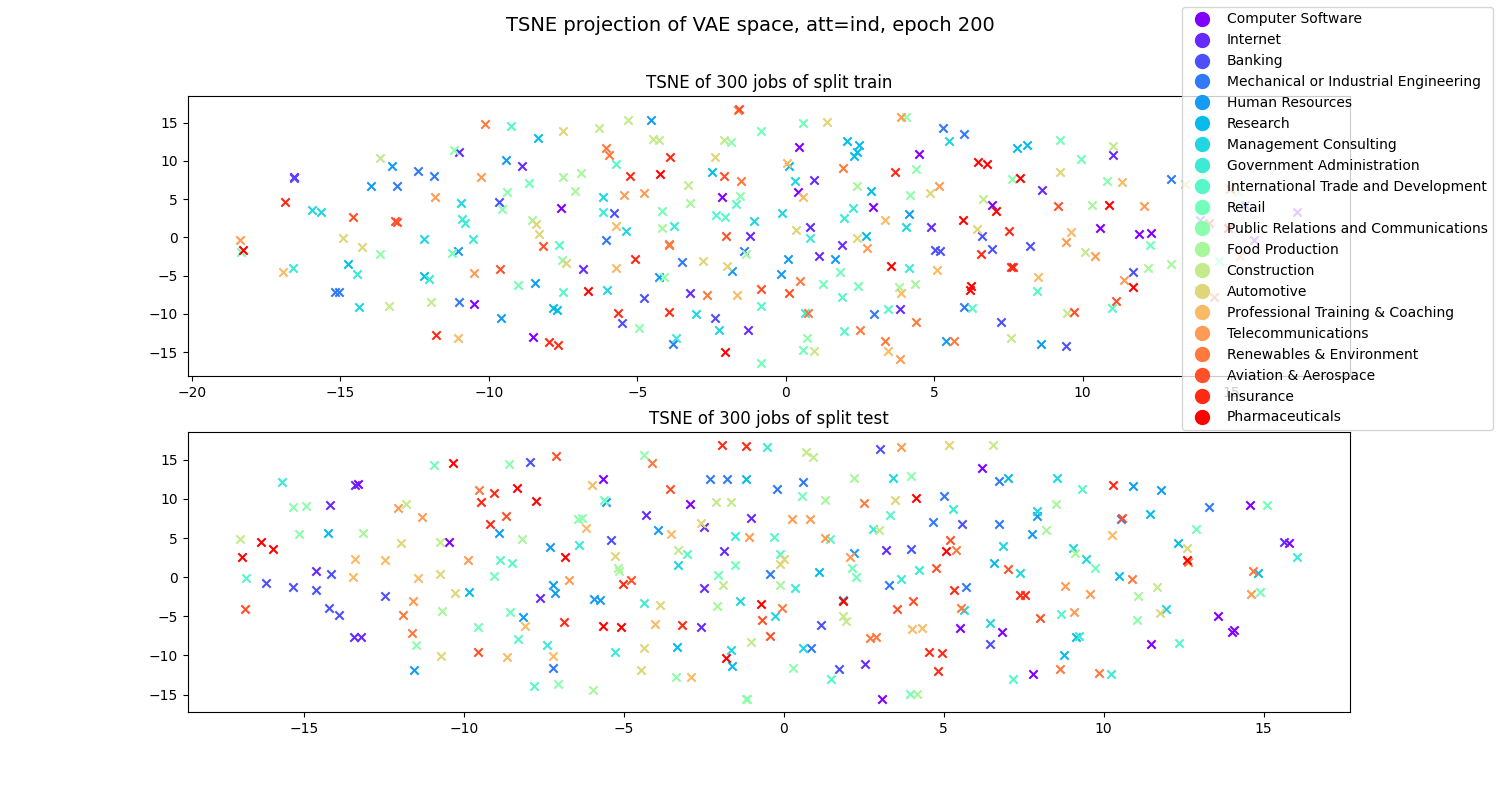 TSNE projection of VAE space, att=ind, epoch 200
TSNE of 300 jobs of split train
15
10
5
0
−5
−10
−15
−20
−15
−10
−5
0
5
10
15
TSNE of 300 jobs of split test
15
10
5
0
−5
−10
−15
−15
−10
−5
0
5
10
15
Computer Software
Internet
Banking
Mechanical or Industrial Engineering
Human Resources
Research
Management Consulting
Government Administration
International Trade and Development
Retail
Public Relations and Communications
Food Production
Construction
Automotive
Professional Training & Coaching
Telecommunications
Renewables & Environment
Aviation & Aerospace
Insurance
Pharmaceuticals